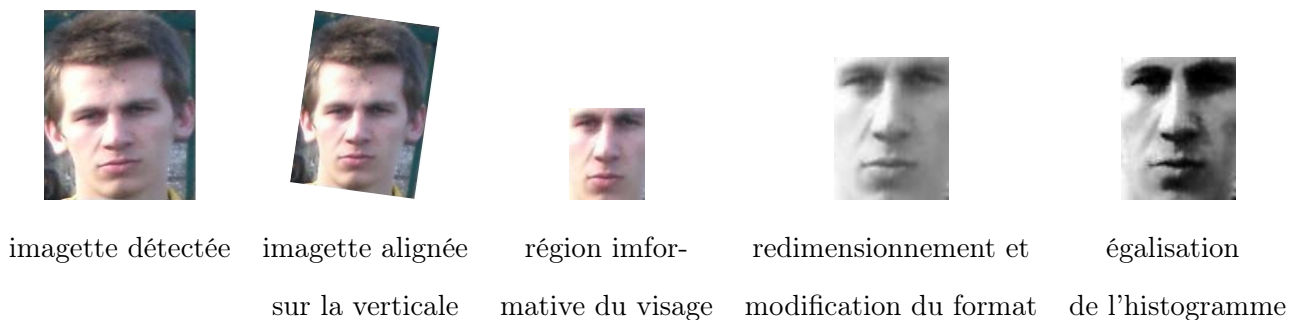 imagette détectée
imagette alignée
sur la verticale
région imfor-
mative du visage
redimensionnement et
modification du format
égalisation
de l'histogramme